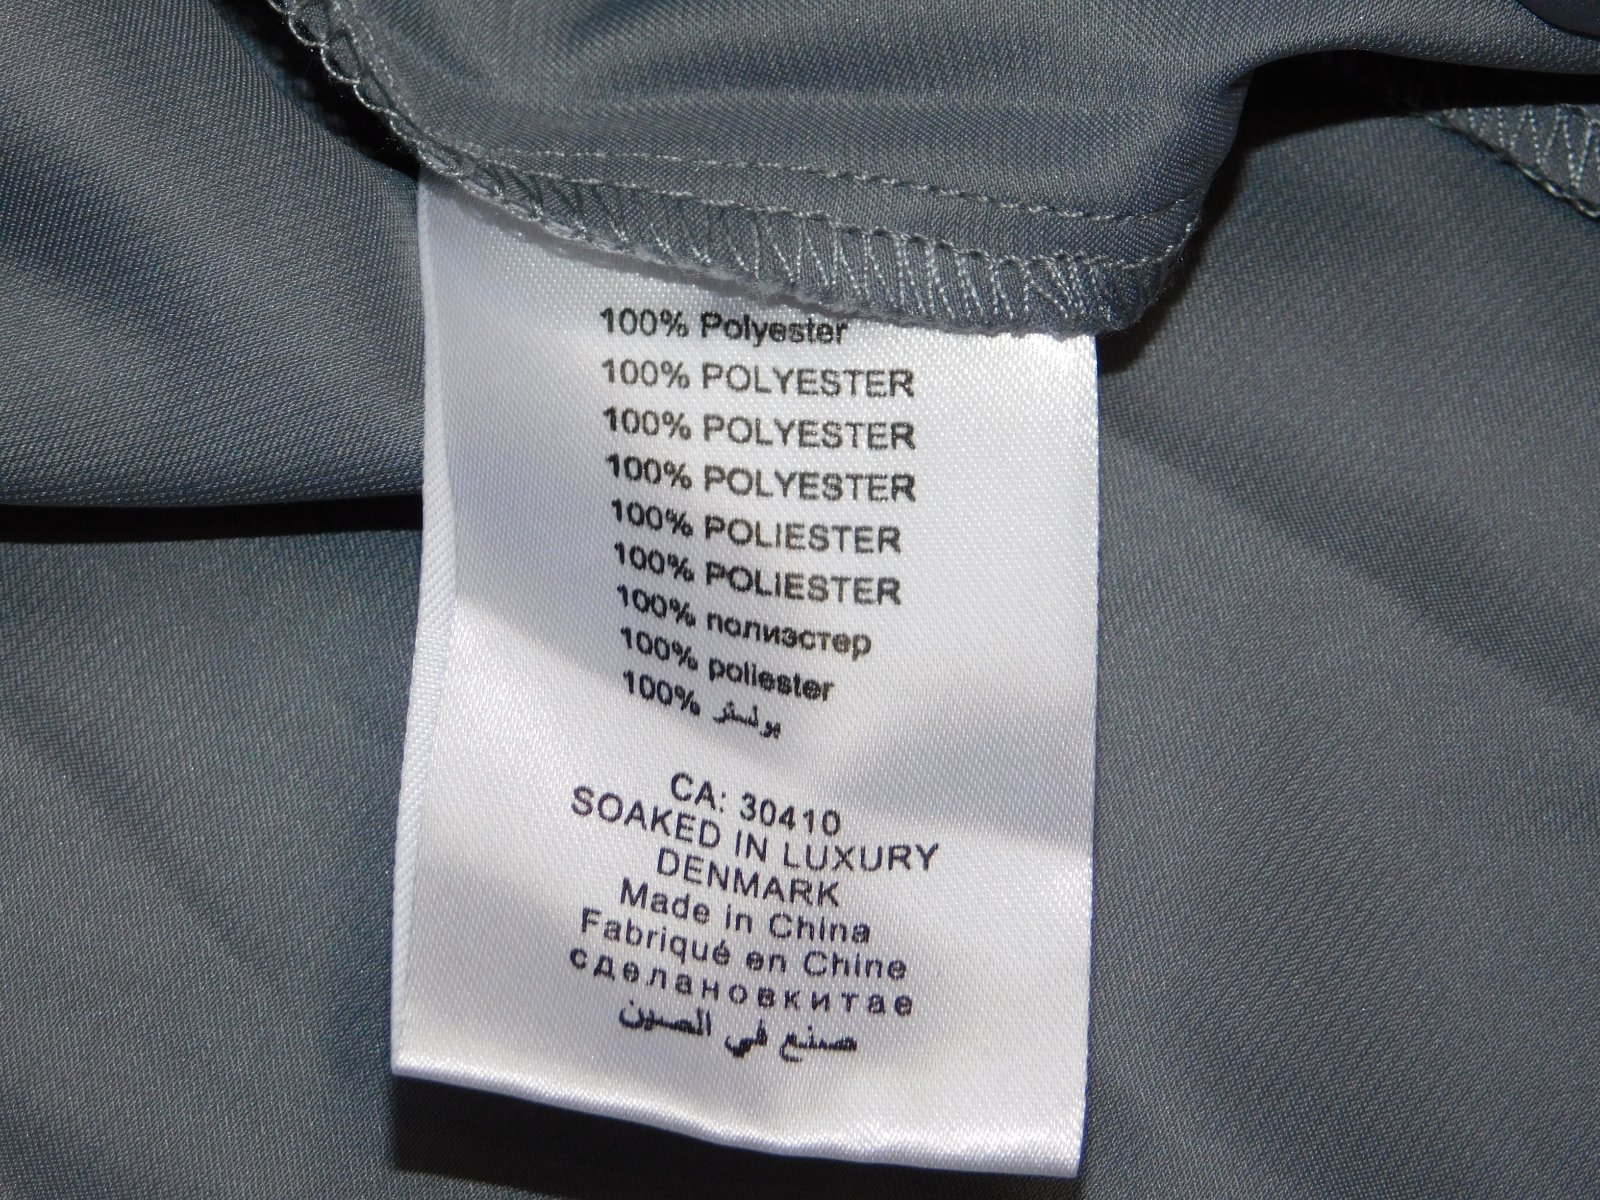 100% Polyester
100% POLYESTER
100% POLYESTER
100% POLYESTER
100% POLIESTER
100% POLIESTER
100% полиэстер
100% poliester
100% بولستر
CA: 30410
SOAKED IN LUXURY
DENMARK
Made in China
Fabriqué en Chine
сделановкитае
صنع في الصين